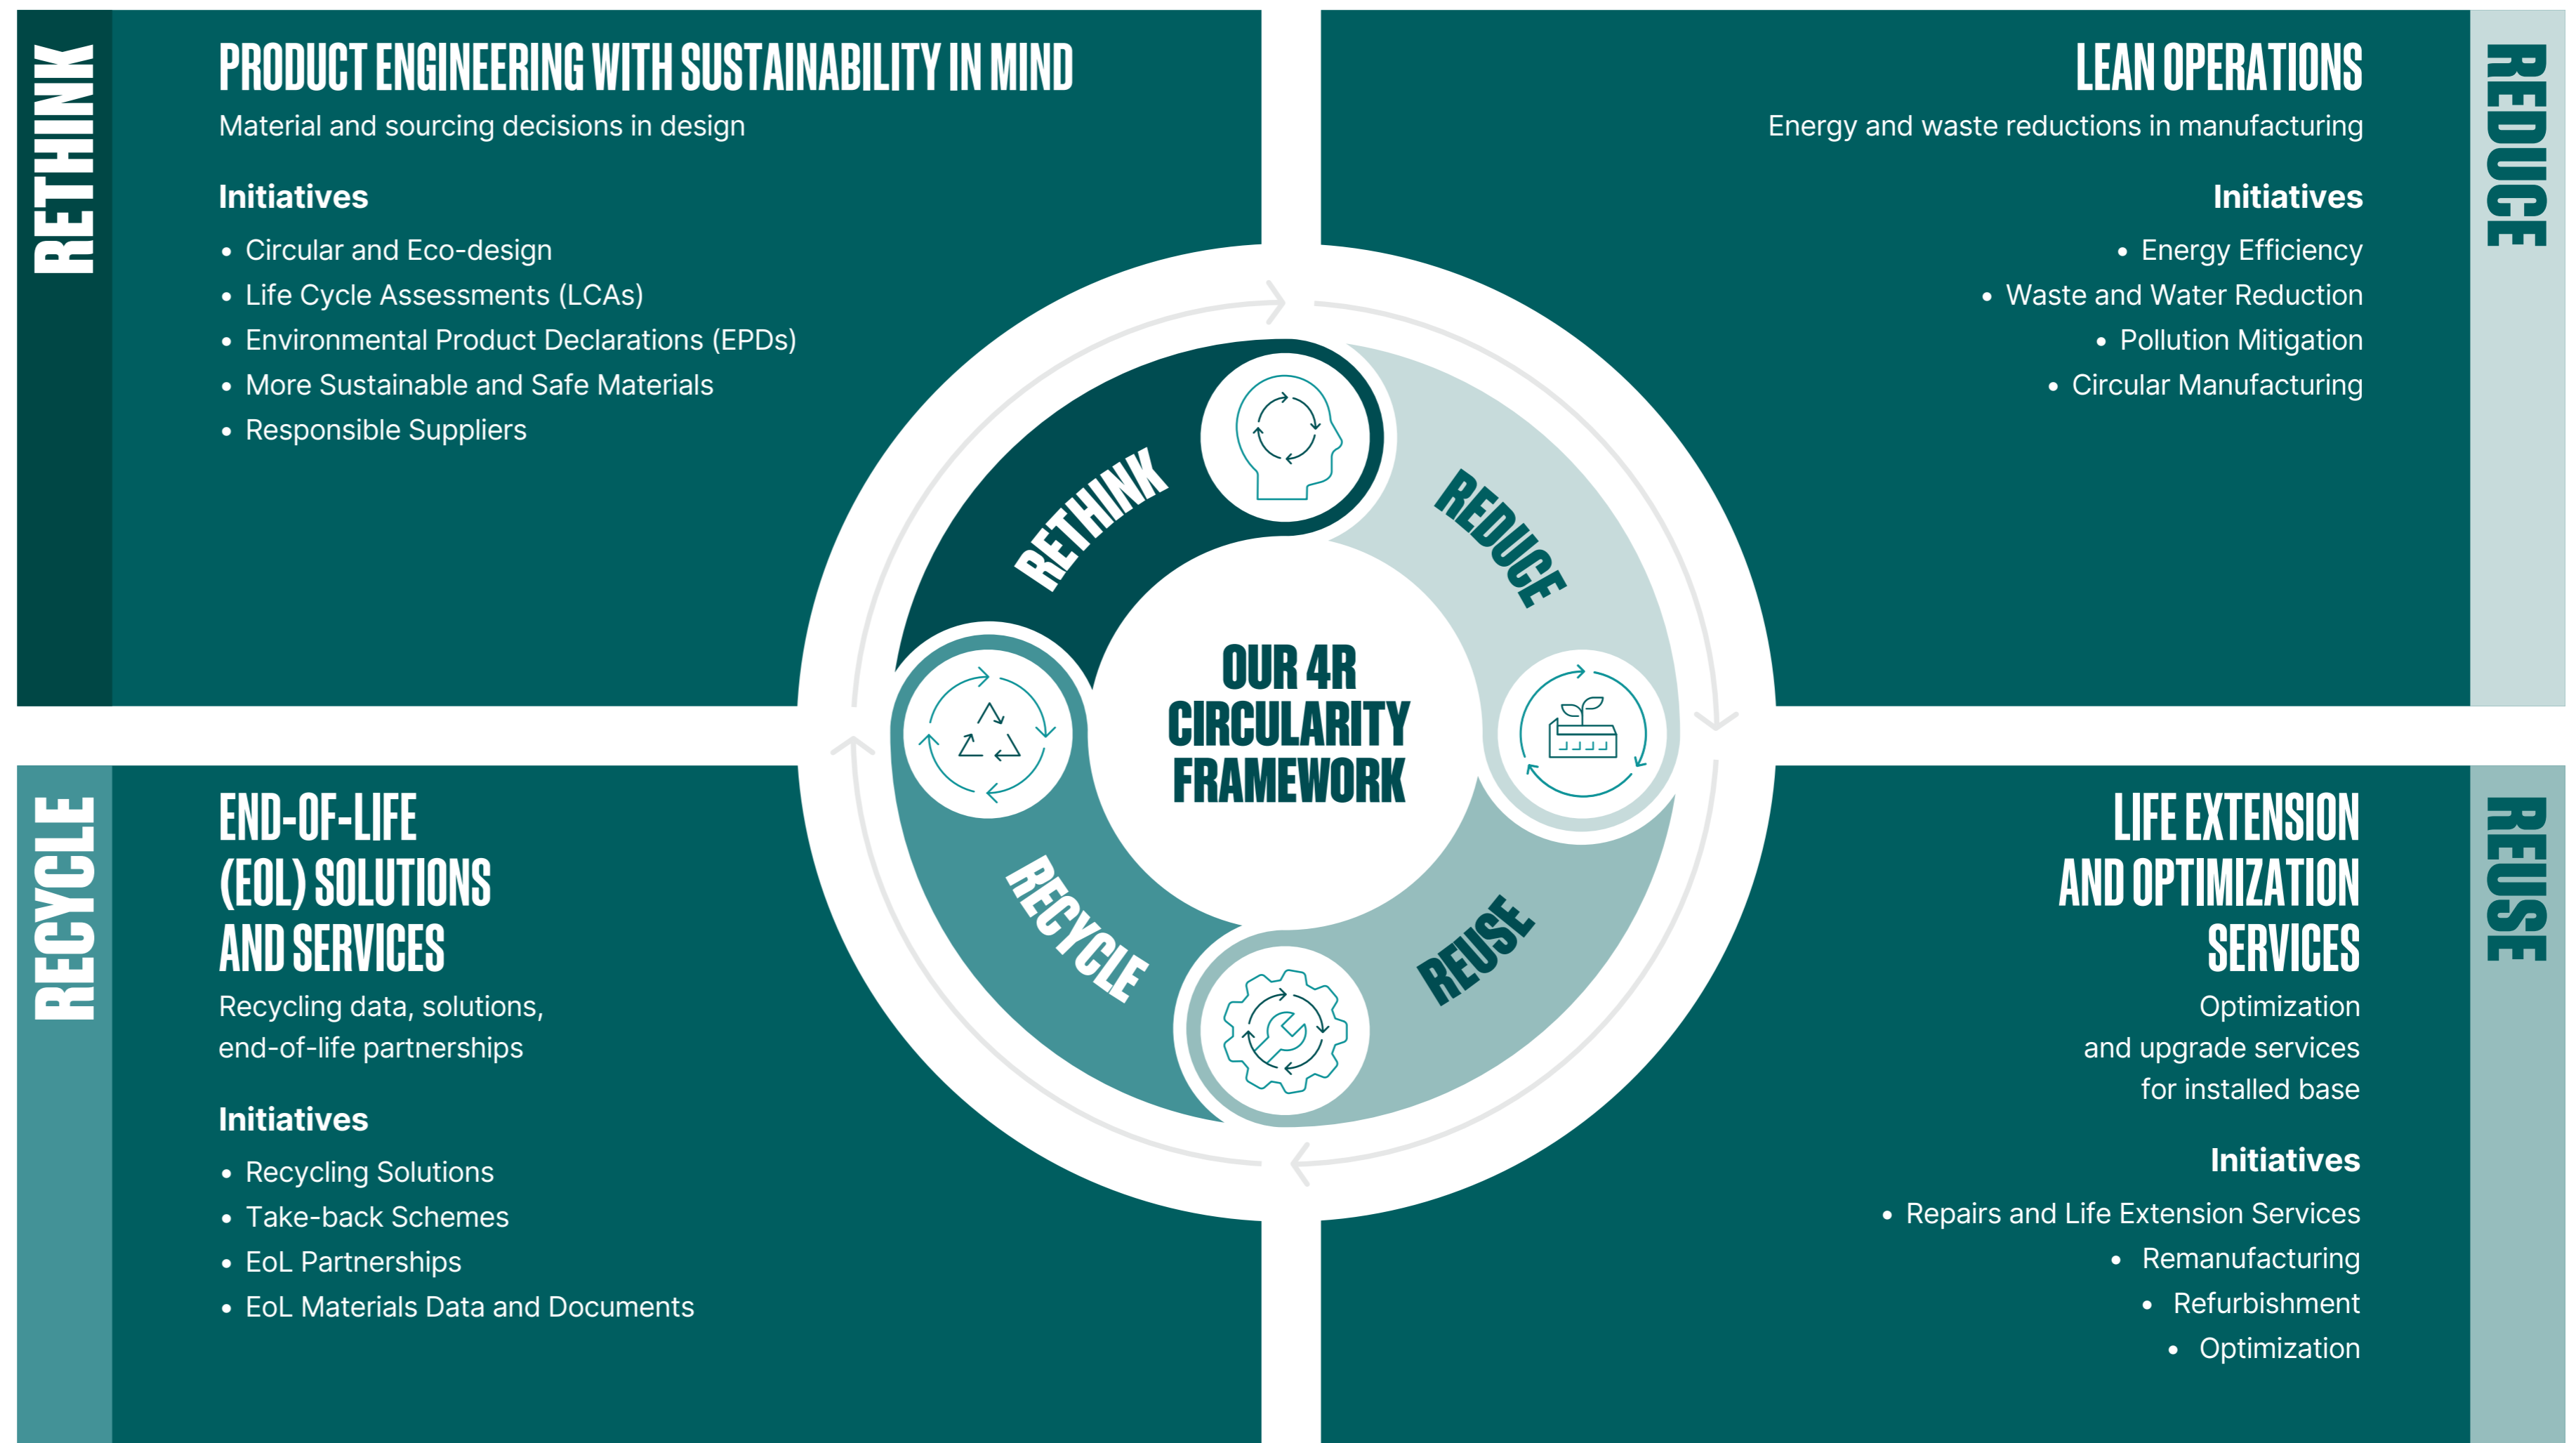 RETHINK
PRODUCT ENGINEERING WITH SUSTAINABILITY IN MIND
Material and sourcing decisions in design
Initiatives
• Circular and Eco-design
• Life Cycle Assessments (LCAs)
• Environmental Product Declarations (EPDs)
• More Sustainable and Safe Materials
• Responsible Suppliers
REDUCE
LEAN OPERATIONS
Energy and waste reductions in manufacturing
Initiatives
• Energy Efficiency
• Waste and Water Reduction
• Pollution Mitigation
• Circular Manufacturing
RETHINK
REDUCE
OUR 4R
CIRCULARITY
FRAMEWORK
RECYCLE
REUSE
RECYCLE
END-OF-LIFE
(EOL) SOLUTIONS
AND SERVICES
Recycling data, solutions,
end-of-life partnerships
Initiatives
• Recycling Solutions
• Take-back Schemes
• EoL Partnerships
• EoL Materials Data and Documents
REUSE
LIFE EXTENSION
AND OPTIMIZATION
SERVICES
Optimization
and upgrade services
for installed base
Initiatives
• Repairs and Life Extension Services
• Remanufacturing
• Refurbishment
• Optimization